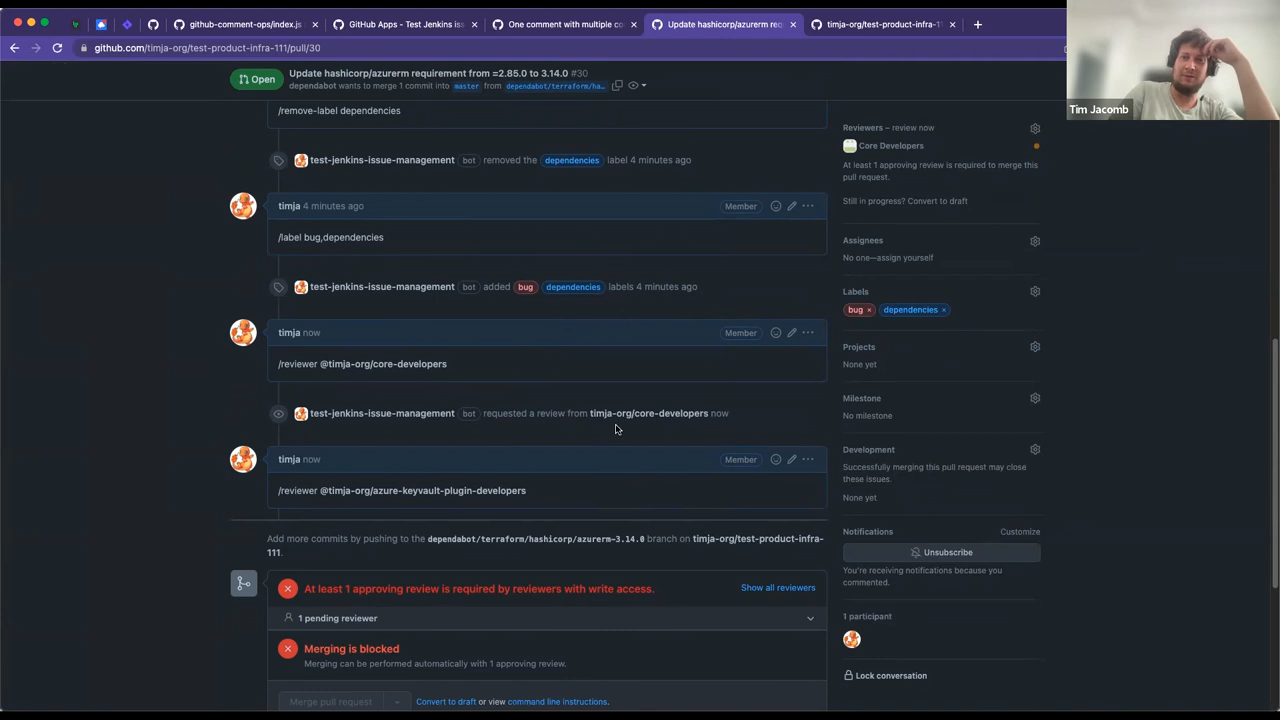 github-comment-ops/index.js
GitHub Apps - Test Jenkins iss
One comment with multiple co
Update hashicorp/azurerm req
timja-org/test-product-infra-11
github.com/timja-org/test-product-infra-111/pull/30
Open
Update hashicorp/azurerm requirement from =2.85.0 to 3.14.0 #30
dependabot wants to merge 1 commit into master from dependabot/terraform/ha…
Tim Jacomb
/remove-label dependencies
test-jenkins-issue-management bot removed the dependencies label 4 minutes ago
timja 4 minutes ago
Member
/label bug,dependencies
test-jenkins-issue-management bot added bug dependencies labels 4 minutes ago
timja now
Member
/reviewer @timja-org/core-developers
test-jenkins-issue-management bot requested a review from timja-org/core-developers now
timja now
Member
/reviewer @timja-org/azure-keyvault-plugin-developers
Add more commits by pushing to the dependabot/terraform/hashicorp/azurerm-3.14.0 branch on timja-org/test-product-infra-
111.
At least 1 approving review is required by reviewers with write access.
Show all reviewers
1 pending reviewer
Merging is blocked
Merging can be performed automatically with 1 approving review.
Merge pull request
Convert to draft or view command line instructions.
Reviewers – review now
Core Developers
At least 1 approving review is required to merge this
pull request.
Still in progress? Convert to draft
Assignees
No one—assign yourself
Labels
bug
dependencies
Projects
None yet
Milestone
No milestone
Development
Successfully merging this pull request may close
these issues.
None yet
Notifications
Customize
Unsubscribe
You're receiving notifications because you
commented.
1 participant
Lock conversation